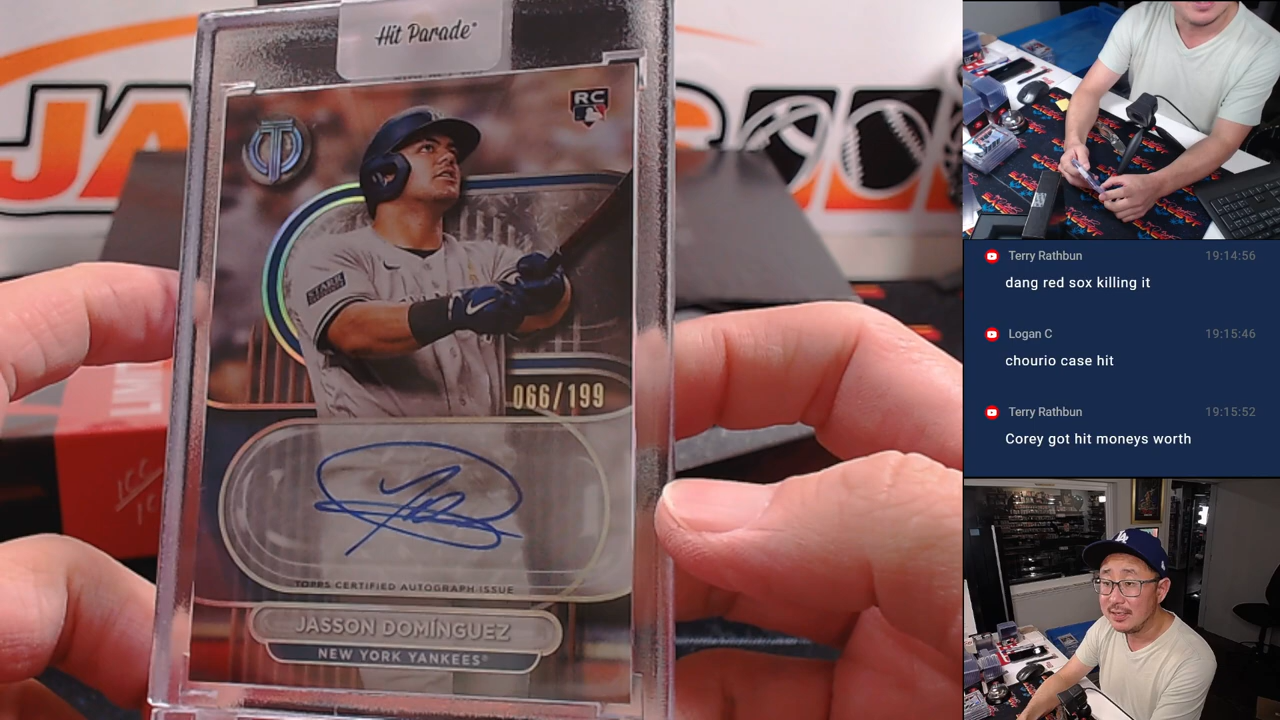 Hit Parade®
RC
066/199
TOPPS CERTIFIED AUTOGRAPH ISSUE
JASSON DOMÍNGUEZ
NEW YORK YANKEES®
Terry Rathbun 19:14:56
dang red sox killing it
Logan C 19:15:46
chourio case hit
Terry Rathbun 19:15:52
Corey got hit moneys worth
LA